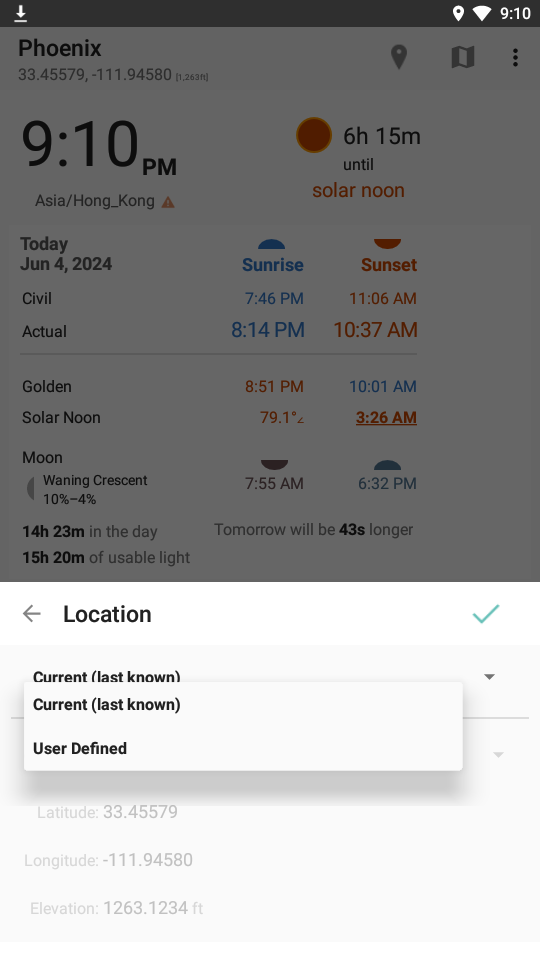 9:10
Phoenix
33.45579, -111.94580 [1,263ft]
9:10 PM
6h 15m
until
solar noon
Asia/Hong_Kong
Today
Jun 4, 2024
Sunrise
Sunset
Civil
7:46 PM
11:06 AM
Actual
8:14 PM
10:37 AM
Golden
8:51 PM
10:01 AM
Solar Noon
79.1°∠
3:26 AM
Moon
Waning Crescent
10%–4%
7:55 AM
6:32 PM
14h 23m in the day
Tomorrow will be 43s longer
15h 20m of usable light
Location
Current (last known)
Current (last known)
User Defined
Latitude: 33.45579
Longitude: -111.94580
Elevation: 1263.1234 ft